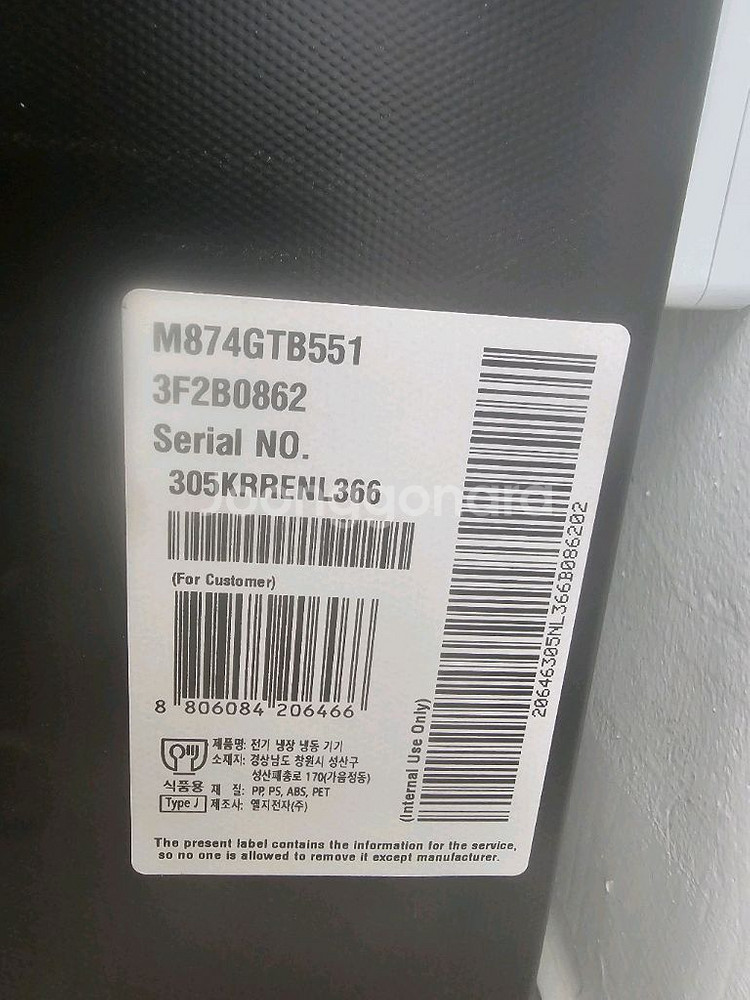 M874GTB551
3F2B0862
Serial NO.
305KRRENL366
Joonggonara
(For Customer)
8 806084 206466
제품명: 전기 냉장 냉동 기기
소재지: 경상남도 창원시 성산구
성산패총로 170(가음정동)
식품용
재 질: PP, PS, ABS, PET
Type J
제조사: 엘지전자(주)
(Internal Use Only)
20646305NL366B086202
The present label contains the information for the service,
so no one is allowed to remove it except manufacturer.